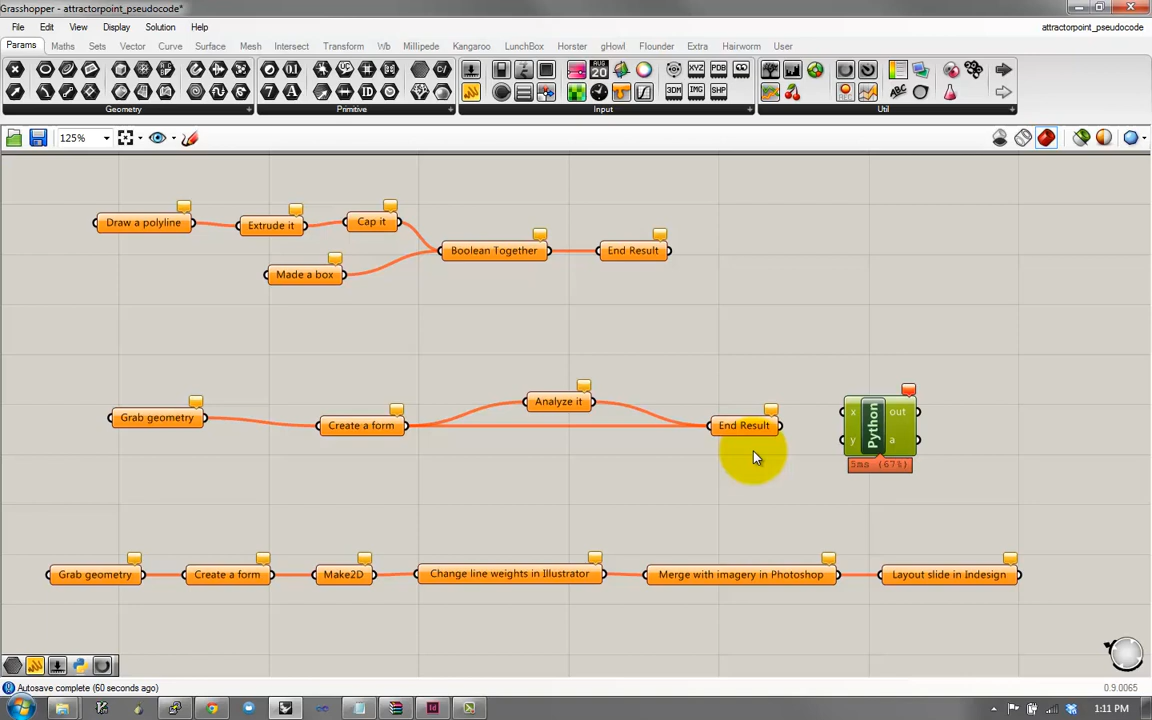 Grasshopper - attractorpoint_pseudocode*
File Edit View Display Solution Help
attractorpoint_pseudocode
Params Maths Sets Vector Curve Surface Mesh Intersect Transform Wb Millipede Kangaroo LunchBox Horster gHowl Flounder Extra Hairworm User
Geometry Primitive Input Util
125%
Draw a polyline
Extrude it
Cap it
Boolean Together
End Result
Made a box
Grab geometry
Create a form
Analyze it
End Result
x out
Python
y a
5ms (67%)
Grab geometry
Create a form
Make2D
Change line weights in Illustrator
Merge with imagery in Photoshop
Layout slide in Indesign
Autosave complete (60 seconds ago)
0.9.0065
1:11 PM